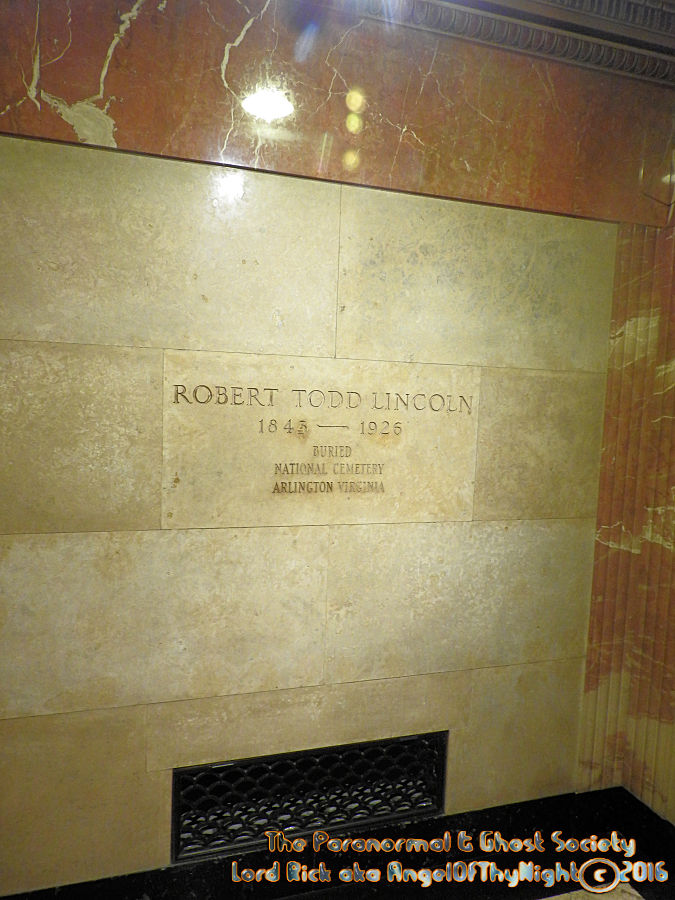 ROBERT TODD LINCOLN
1843 — 1926
BURIED
NATIONAL CEMETERY
ARLINGTON VIRGINIA
The Paranormal & Ghost Society
Lord Rick aka AngelOfThyNight © 2016